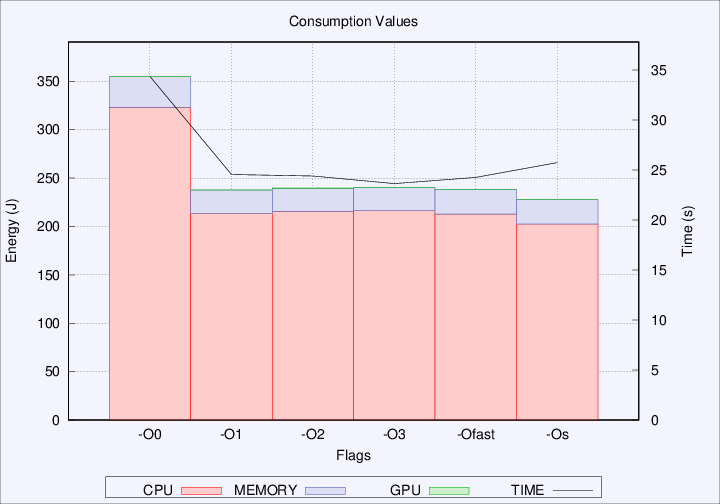 Consumption Values
Energy (J)
350
300
250
200
150
100
50
0
Time (s)
35
30
25
20
15
10
5
0
-O0 -O1 -O2 -O3 -Ofast -Os
Flags
CPU MEMORY GPU TIME